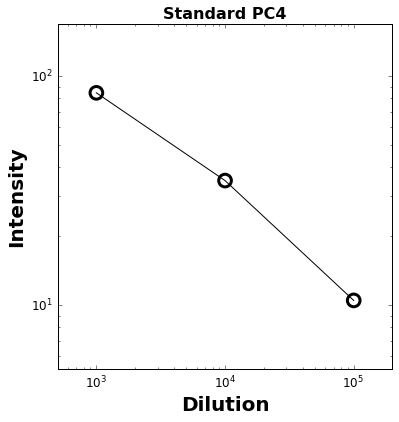 Standard PC4
10²
10¹
Intensity
10³ 10⁴ 10⁵
Dilution